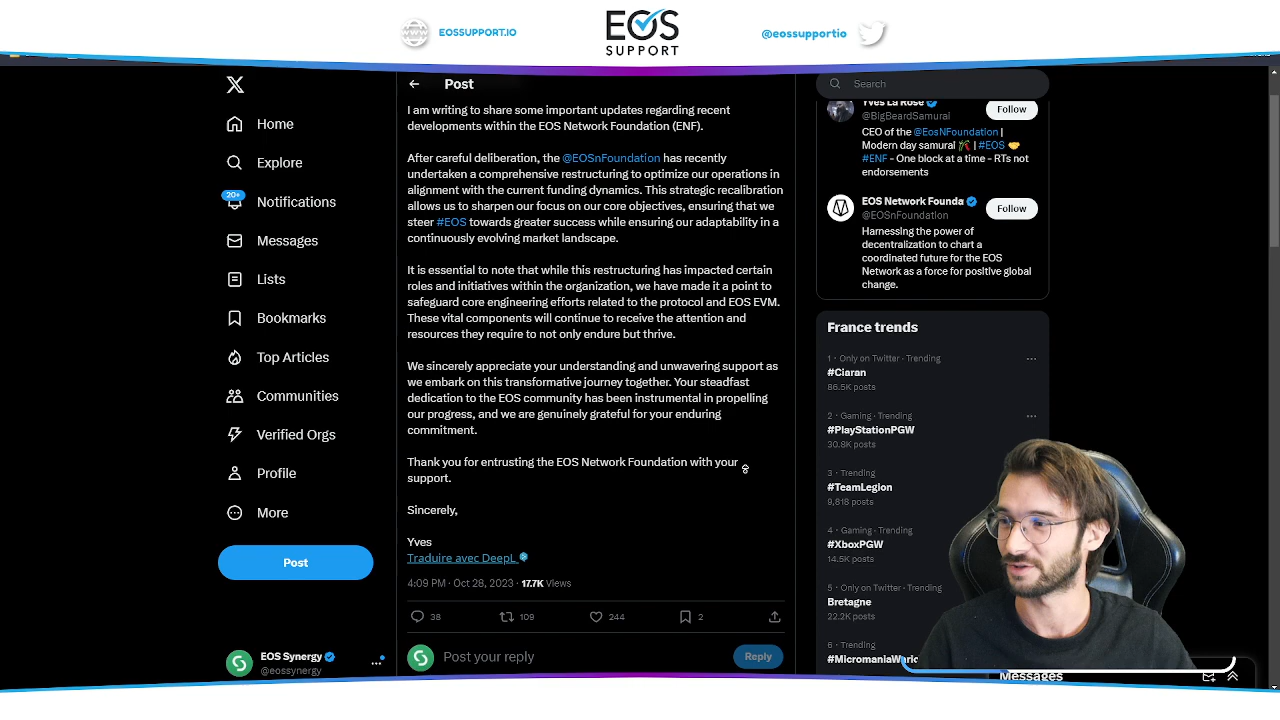 EOSSUPPORT.IO
EOS
SUPPORT
@eossupportio
Home
Explore
20+
Notifications
Messages
Lists
Bookmarks
Top Articles
Communities
Verified Orgs
Profile
More
Post
EOS Synergy
@eossynergy
Post
I am writing to share some important updates regarding recent
developments within the EOS Network Foundation (ENF).
After careful deliberation, the @EOSnFoundation has recently
undertaken a comprehensive restructuring to optimize our operations in
alignment with the current funding dynamics. This strategic recalibration
allows us to sharpen our focus on our core objectives, ensuring that we
steer #EOS towards greater success while ensuring our adaptability in a
continuously evolving market landscape.
It is essential to note that while this restructuring has impacted certain
roles and initiatives within the organization, we have made it a point to
safeguard core engineering efforts related to the protocol and EOS EVM.
These vital components will continue to receive the attention and
resources they require to not only endure but thrive.
We sincerely appreciate your understanding and unwavering support as
we embark on this transformative journey together. Your steadfast
dedication to the EOS community has been instrumental in propelling
our progress, and we are genuinely grateful for your enduring
commitment.
Thank you for entrusting the EOS Network Foundation with your
support.
Sincerely,
Yves
Traduire avec DeepL
4:09 PM · Oct 28, 2023 · 17.7K Views
38
109
244
2
Post your reply
Reply
Search
Yves La Rose
@BigBeardSamurai
Follow
CEO of the @EosNFoundation |
Modern day samurai | #EOS
#ENF - One block at a time - RTs not
endorsements
EOS Network Founda
@EOSnFoundation
Follow
Harnessing the power of
decentralization to chart a
coordinated future for the EOS
Network as a force for positive global
change.
France trends
1 · Only on Twitter · Trending
#Ciaran
86.5K posts
2 · Gaming · Trending
#PlayStationPGW
30.8K posts
3 · Trending
#TeamLegion
9,818 posts
4 · Gaming · Trending
#XboxPGW
14.5K posts
5 · Only on Twitter · Trending
Bretagne
22.2K posts
6 · Trending
Messages